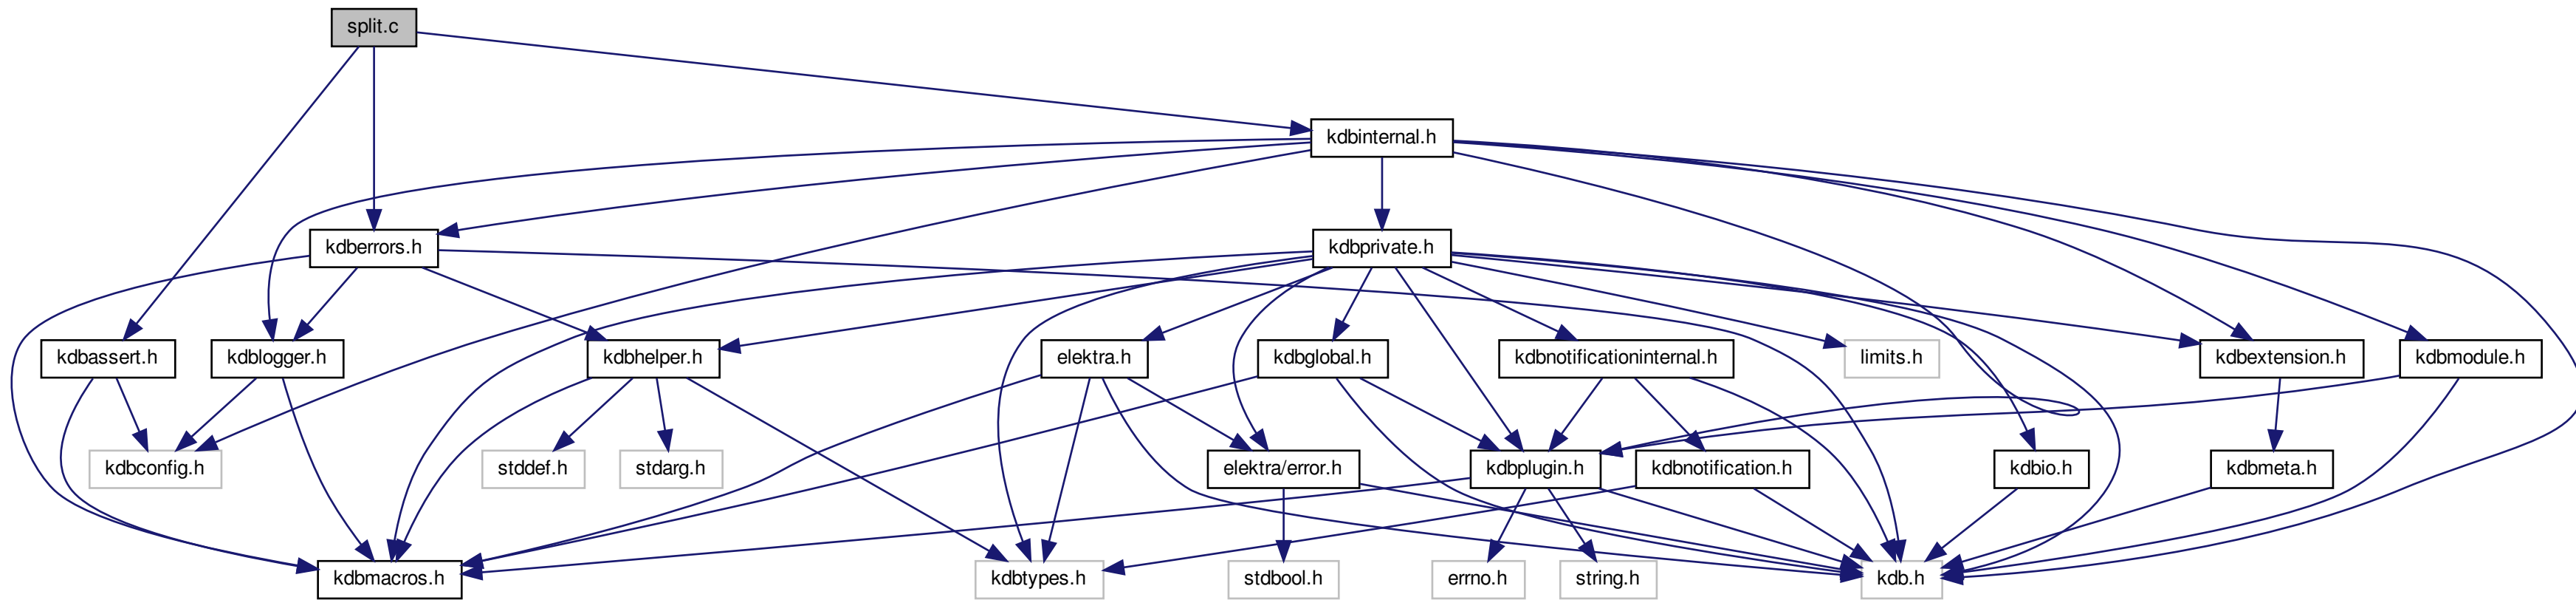 split.c
kdbinternal.h
kdberrors.h
kdbprivate.h
kdbassert.h
kdblogger.h
kdbhelper.h
elektra.h
kdbglobal.h
kdbnotificationinternal.h
limits.h
kdbextension.h
kdbmodule.h
kdbconfig.h
stddef.h
stdarg.h
elektra/error.h
kdbplugin.h
kdbnotification.h
kdbio.h
kdbmeta.h
kdbmacros.h
kdbtypes.h
stdbool.h
errno.h
string.h
kdb.h